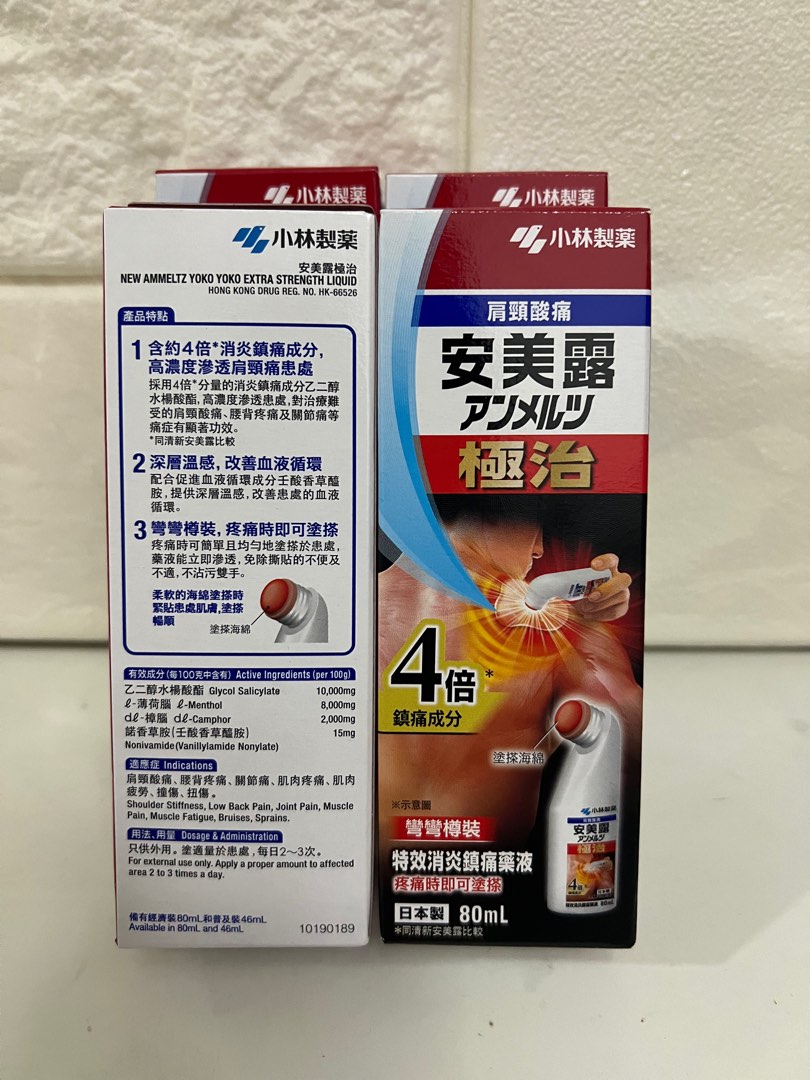 小林製薬
小林製薬
小林製薬
安美露極治
NEW AMMELTZ YOKO YOKO EXTRA STRENGTH LIQUID
HONG KONG DRUG REG. NO. HK-66526
產品特點
1 含約4倍*消炎鎮痛成分,
高濃度滲透肩頸痛患處
採用4倍*分量的消炎鎮痛成分乙二醇
水楊酸酯,高濃度滲透患處,對治療難
受的肩頸酸痛、腰背疼痛及關節痛等
痛症有顯著功效。
*同清新安美露比較
2 深層溫感,改善血液循環
配合促進血液循環成分壬酸香草醯
胺,提供深層溫感,改善患處的血液
循環。
3 彎彎樽裝,疼痛時即可塗搽
疼痛時可簡單且均勻地塗搽於患處,
藥液能立即滲透,免除撕貼的不便及
不適,不沾污雙手。
柔軟的海綿塗搽時
緊貼患處肌膚,塗搽
暢順
塗搽海綿
有效成分 (每100克中含有) Active Ingredients (per 100g)
乙二醇水楊酸酯 Glycol Salicylate 10,000mg
ℓ-薄荷腦 ℓ-Menthol 8,000mg
dℓ-樟腦 dℓ-Camphor 2,000mg
諾香草胺(壬酸香草醯胺) 15mg
Nonivamide (Vanillylamide Nonylate)
適應症 Indications
肩頸酸痛、腰背疼痛、關節痛、肌肉疼痛、肌肉
疲勞、撞傷、扭傷。
Shoulder Stiffness, Low Back Pain, Joint Pain, Muscle
Pain, Muscle Fatigue, Bruises, Sprains.
用法、用量 Dosage & Administration
只供外用。塗適量於患處,每日2～3次。
For external use only. Apply a proper amount to affected
area 2 to 3 times a day.
備有經濟裝80mL和普及裝46mL
Available in 80mL and 46mL
10190189
小林製薬
肩頸酸痛
安美露
アンメルツ
極治
4倍*
鎮痛成分
塗搽海綿
※示意圖
小林製薬
安美露
アンメルツ
極治
4倍
彎彎樽裝
特效消炎鎮痛藥液
疼痛時即可塗搽
日本製 80mL
*同清新安美露比較